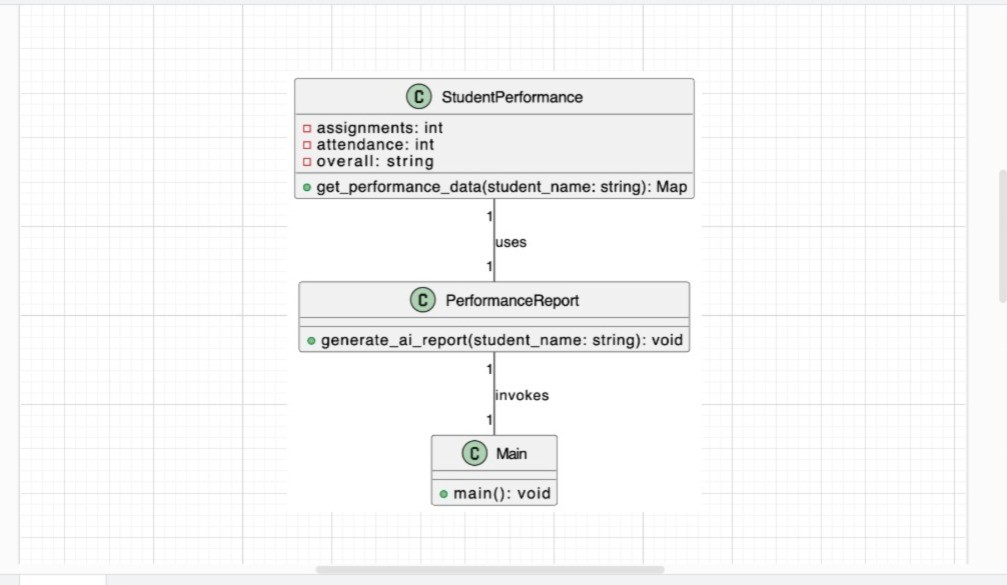 C StudentPerformance
assignments: int
attendance: int
overall: string
get_performance_data(student_name: string): Map
1
uses
1
C PerformanceReport
generate_ai_report(student_name: string): void
1
invokes
1
C Main
main(): void